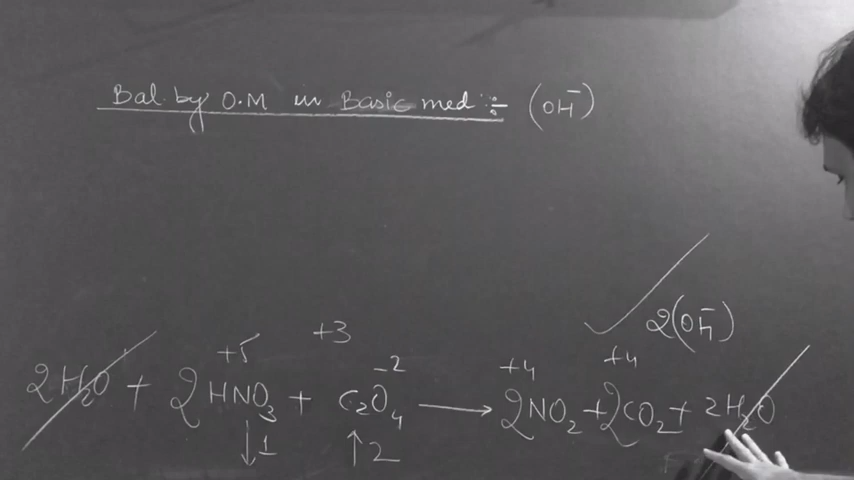 Bal. by O.M in Basic med :- (OH⁻)
2(OH⁻)
+5 +3 -2 +4 +4
2H₂O + 2HNO₃ + C₂O₄ → 2NO₂ + 2CO₂ + 2H₂O
↓1 ↑2